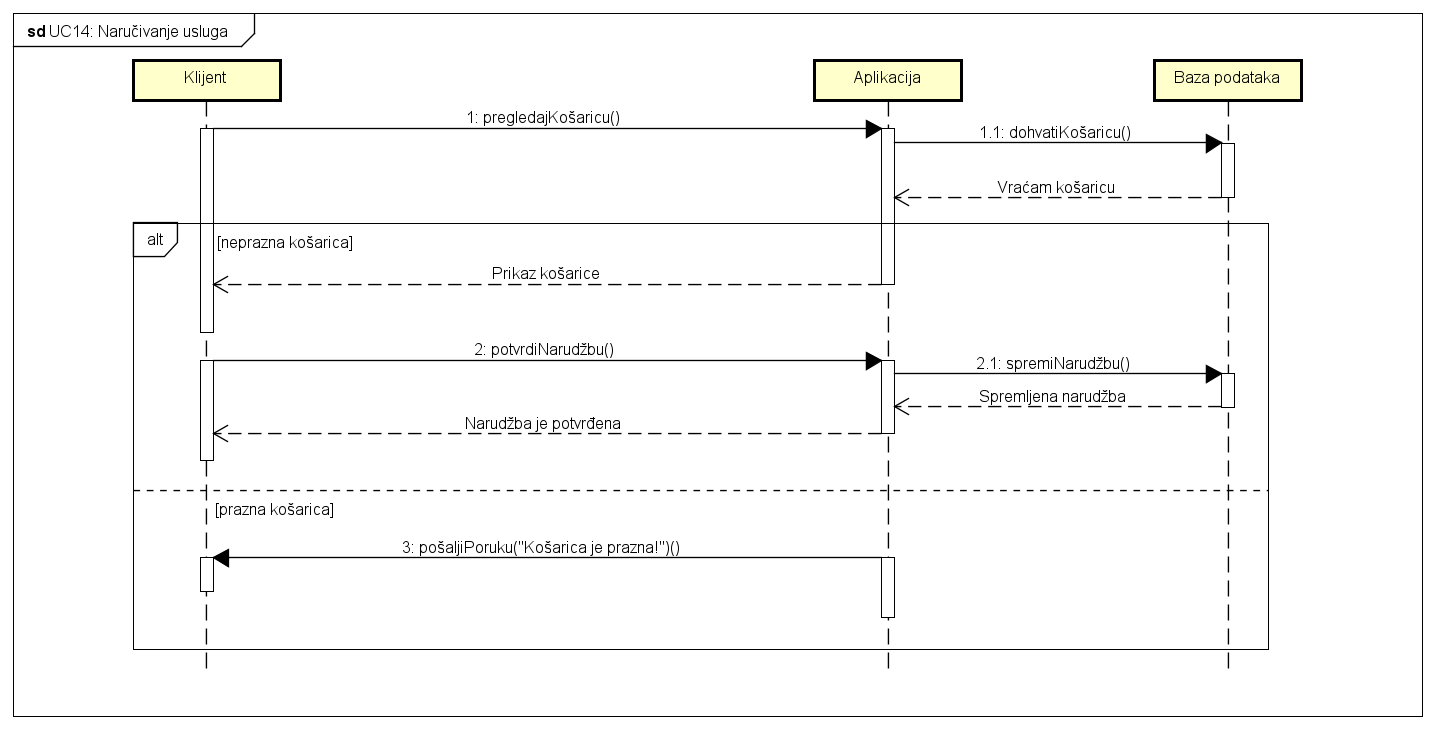 sd UC14: Naručivanje usluga
Klijent
Aplikacija
Baza podataka
1: pregledajKošaricu()
1.1: dohvatiKošaricu()
Vraćam košaricu
alt
[neprazna košarica]
Prikaz košarice
2: potvrdiNarudžbu()
2.1: spremiNarudžbu()
Spremljena narudžba
Narudžba je potvrđena
[prazna košarica]
3: pošaljiPoruku("Košarica je prazna!")()